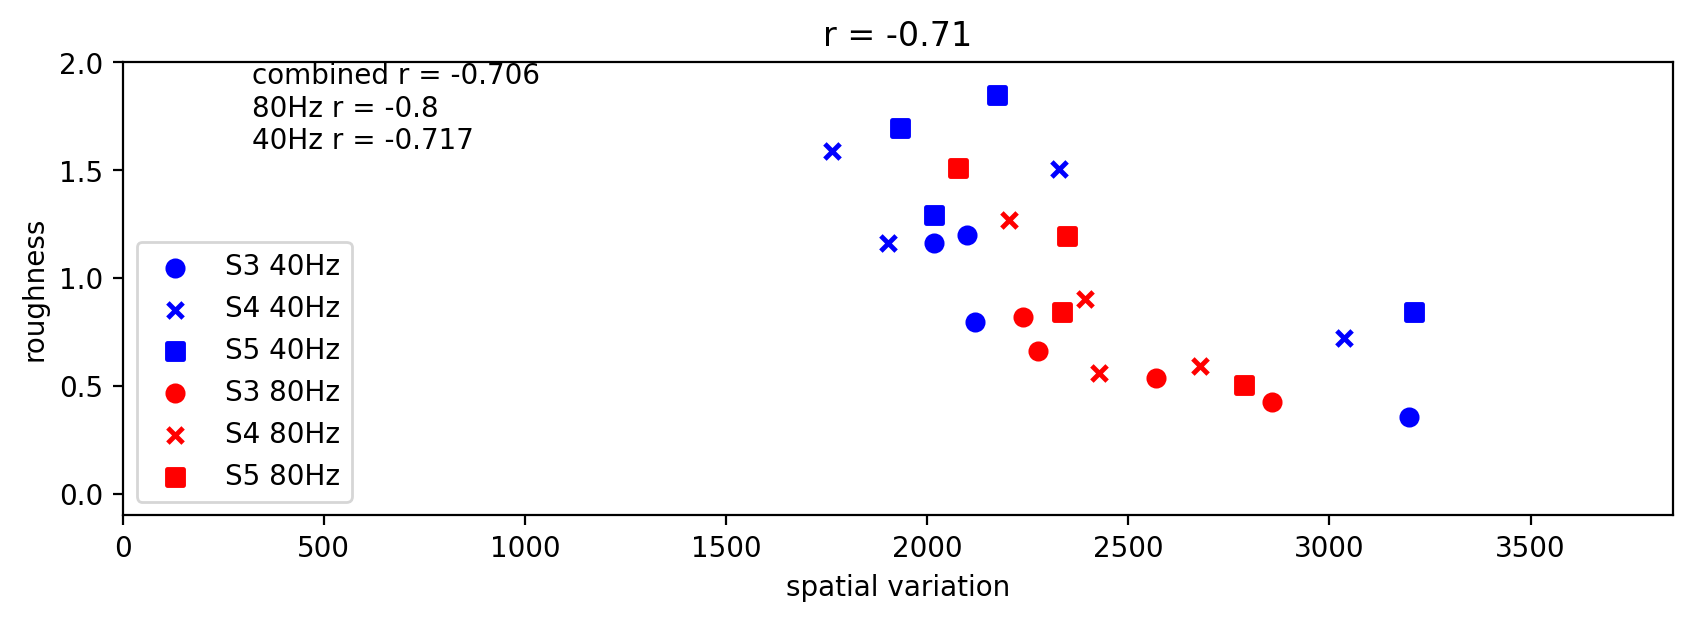 r = -0.71
combined r = -0.706
80Hz r = -0.8
40Hz r = -0.717
2.0
1.5
1.0
0.5
0.0
roughness
S3 40Hz
S4 40Hz
S5 40Hz
S3 80Hz
S4 80Hz
S5 80Hz
0 500 1000 1500 2000 2500 3000 3500
spatial variation